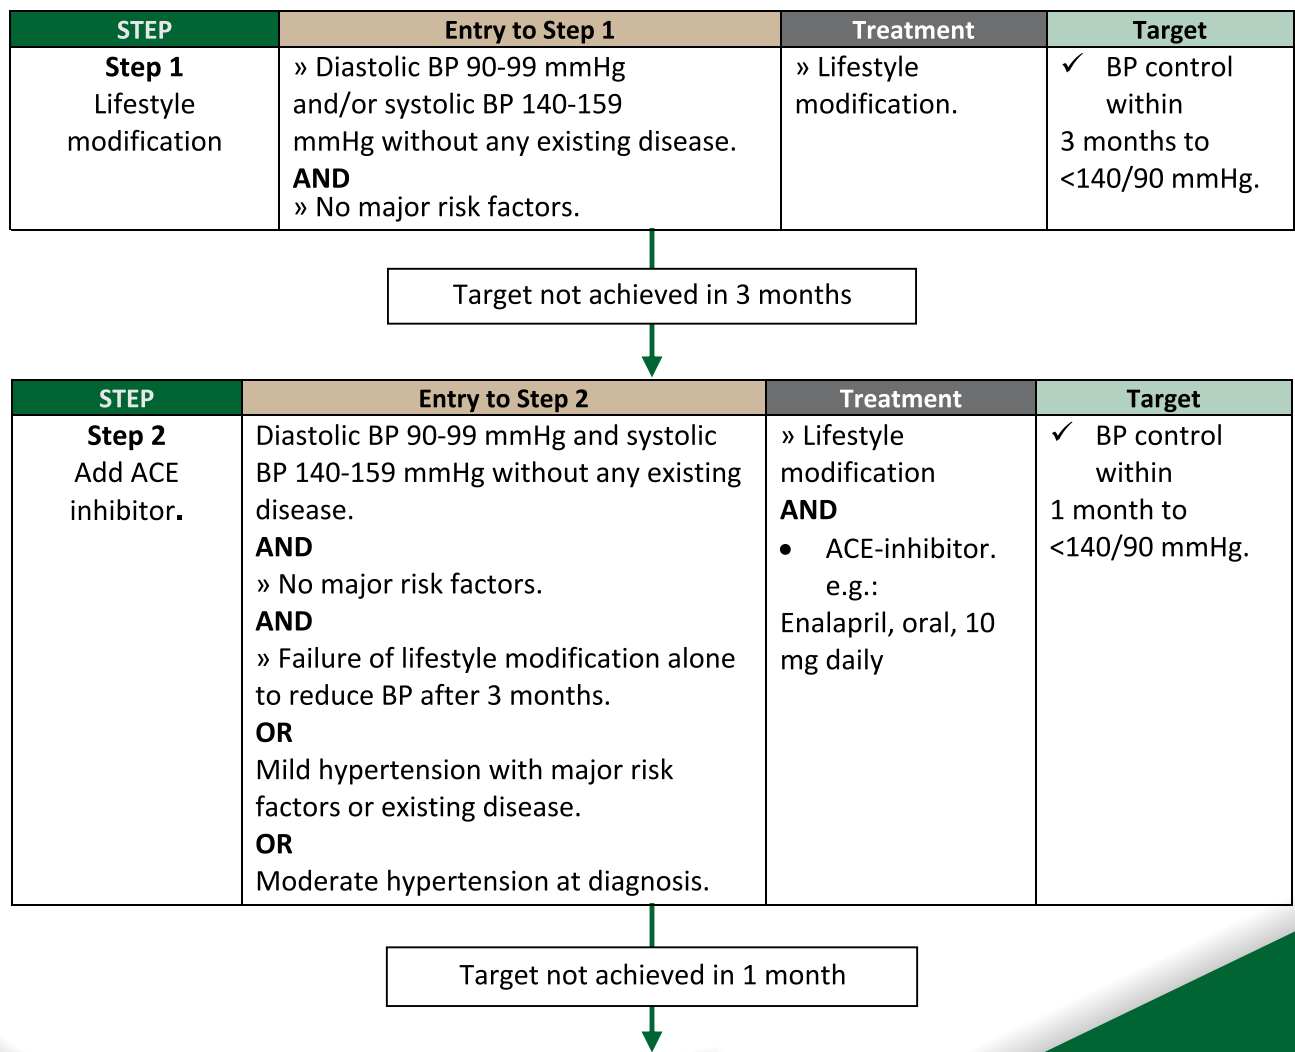 STEP
Entry to Step 1
Treatment
Target
Step 1
Lifestyle
modification
» Diastolic BP 90-99 mmHg
and/or systolic BP 140-159
mmHg without any existing disease.
AND
» No major risk factors.
» Lifestyle
modification.
✓ BP control
within
3 months to
<140/90 mmHg.
Target not achieved in 3 months
STEP
Entry to Step 2
Treatment
Target
Step 2
Add ACE
inhibitor.
Diastolic BP 90-99 mmHg and systolic
BP 140-159 mmHg without any existing
disease.
AND
» No major risk factors.
AND
» Failure of lifestyle modification alone
to reduce BP after 3 months.
OR
Mild hypertension with major risk
factors or existing disease.
OR
Moderate hypertension at diagnosis.
» Lifestyle
modification
AND
• ACE-inhibitor.
e.g.:
Enalapril, oral, 10
mg daily
✓ BP control
within
1 month to
<140/90 mmHg.
Target not achieved in 1 month